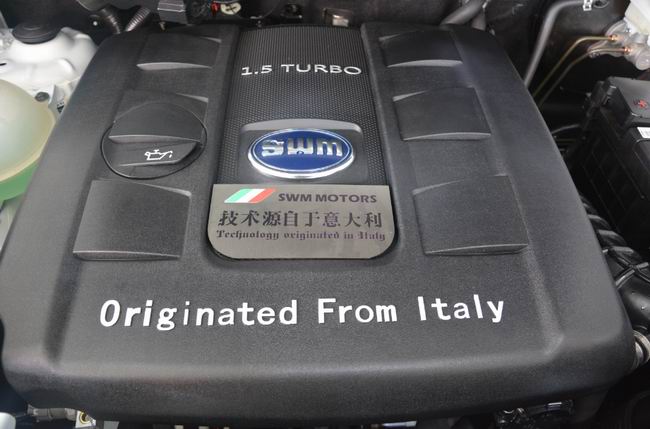 1.5 TURBO
SWM
SWM MOTORS
技术源自于意大利
Technology originated in Italy
Originated From Italy